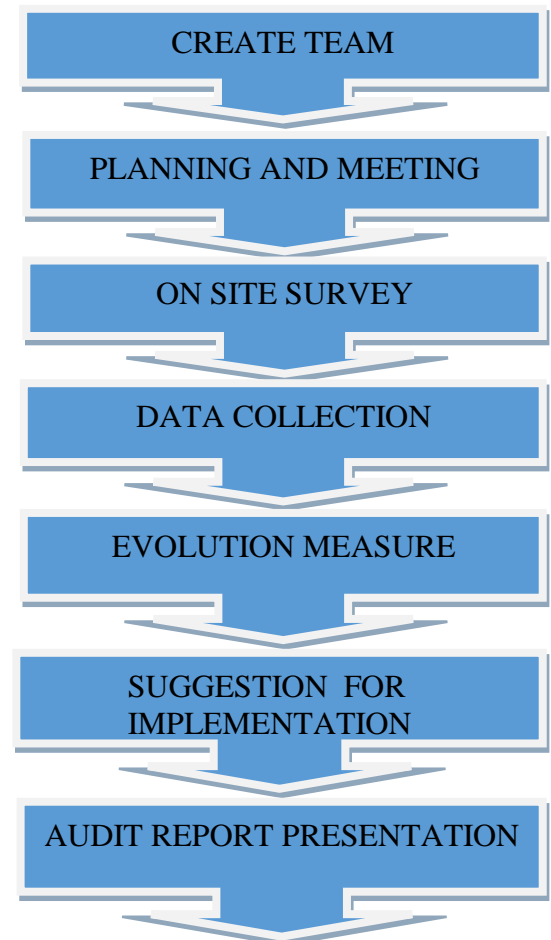 CREATE TEAM
PLANNING AND MEETING
ON SITE SURVEY
DATA COLLECTION
EVOLUTION MEASURE
SUGGESTION FOR
IMPLEMENTATION
AUDIT REPORT PRESENTATION